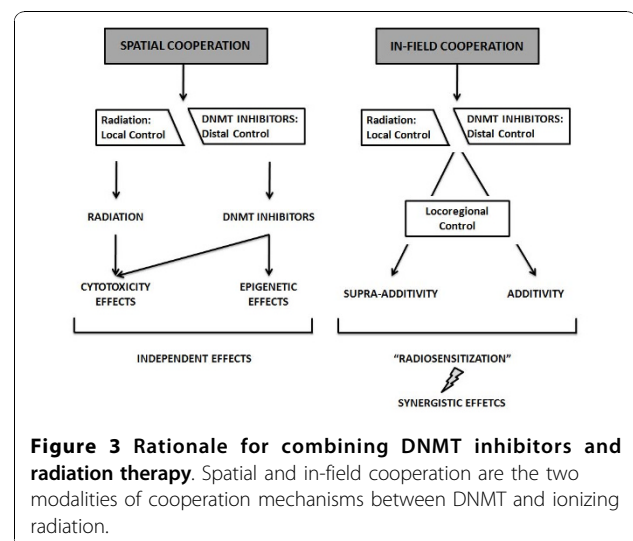 SPATIAL COOPERATION
Radiation:
Local Control
DNMT INHIBITORS:
Distal Control
RADIATION
DNMT INHIBITORS
CYTOTOXICITY
EFFECTS
EPIGENETIC
EFFECTS
INDEPENDENT EFFECTS
IN-FIELD COOPERATION
Radiation:
Local Control
DNMT INHIBITORS:
Distal Control
Locoregional
Control
SUPRA-ADDITIVITY
ADDITIVITY
“RADIOSENSITIZATION”
SYNERGISTIC EFFETCS
Figure 3 Rationale for combining DNMT inhibitors and
radiation therapy. Spatial and in-field cooperation are the two
modalities of cooperation mechanisms between DNMT and ionizing
radiation.